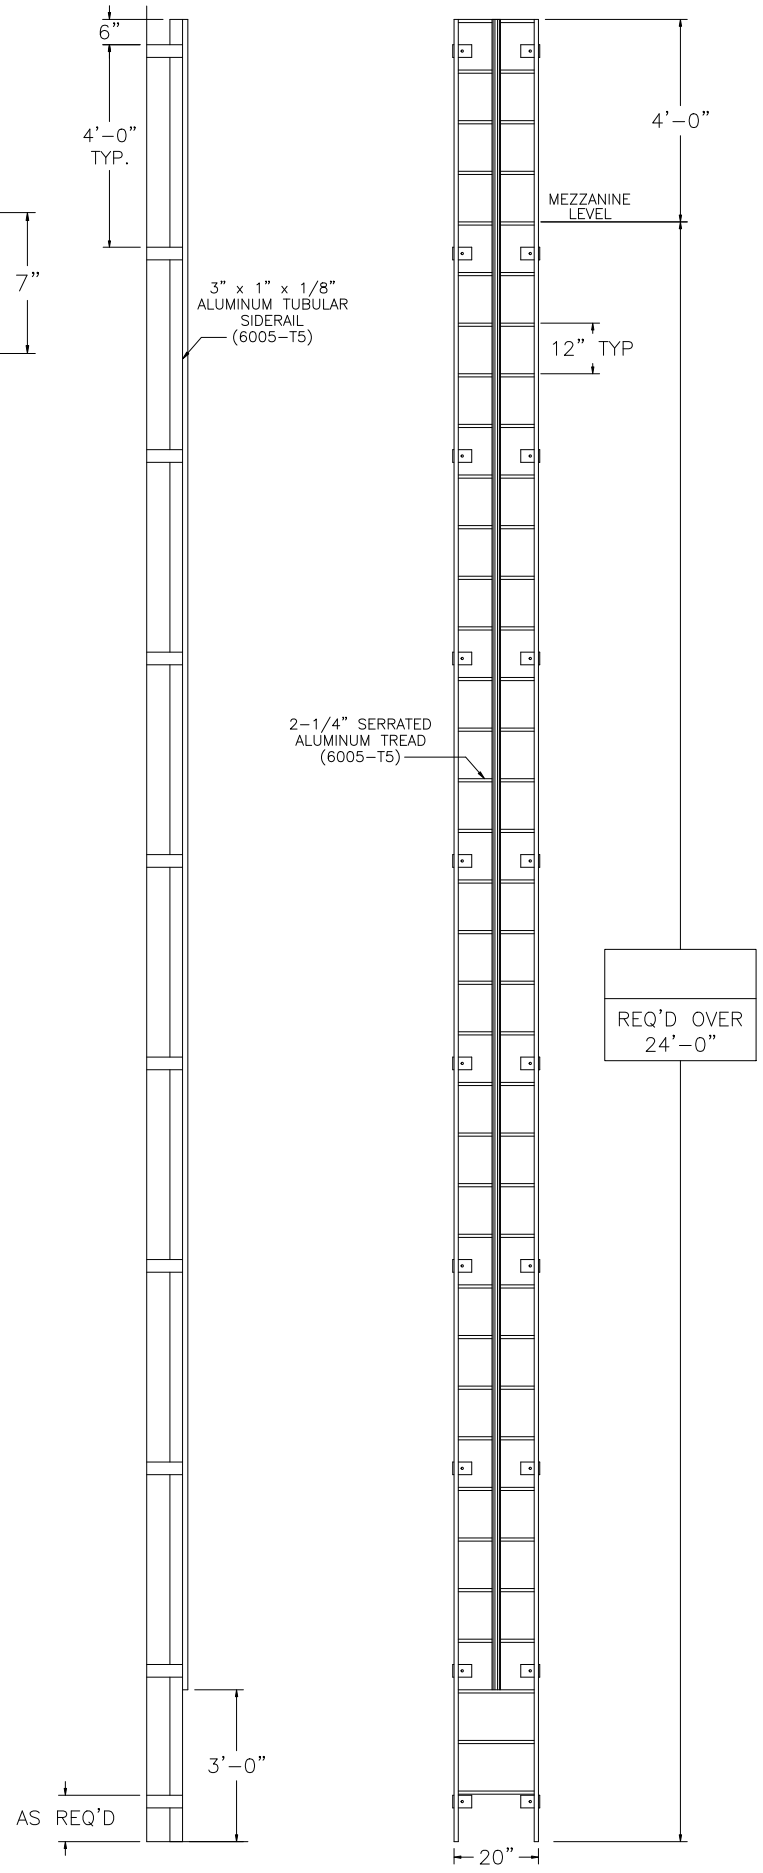 6”
4’-0”
TYP.
7”
3” x 1” x 1/8”
ALUMINUM TUBULAR
SIDERAIL
(6005-T5)
4’-0”
MEZZANINE
LEVEL
12” TYP
2-1/4” SERRATED
ALUMINUM TREAD
(6005-T5)
REQ’D OVER
24’-0”
3’-0”
AS REQ’D
20”